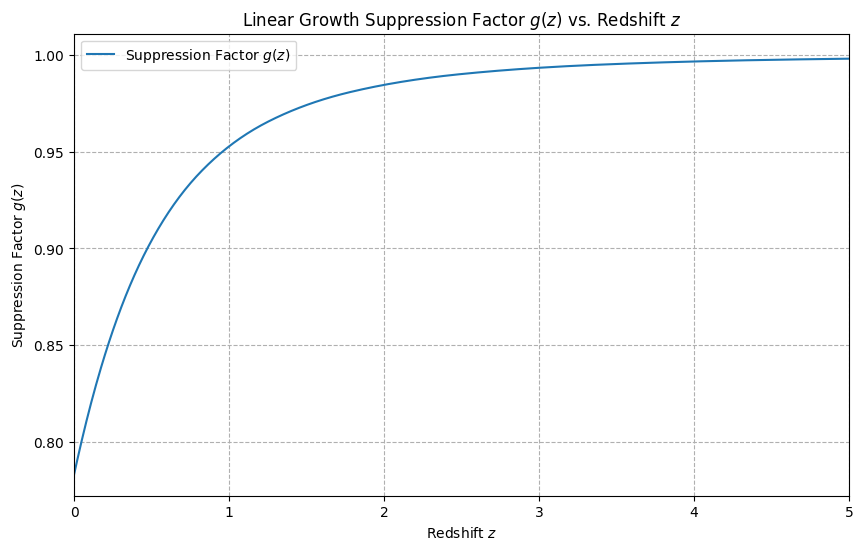 Linear Growth Suppression Factor g(z) vs. Redshift z
Suppression Factor g(z)
Suppression Factor g(z)
1.00
0.95
0.90
0.85
0.80
0
1
2
3
4
5
Redshift z